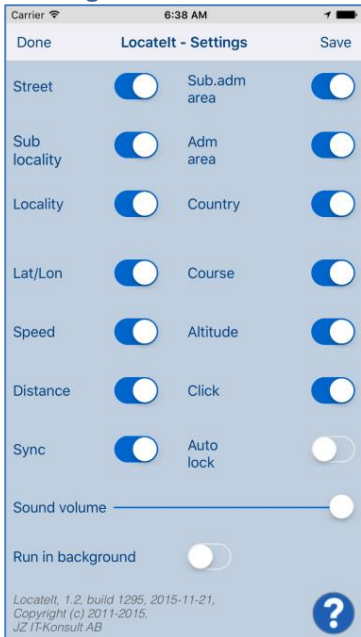 Carrier 6:38 AM
Done LocateIt - Settings Save
Street Sub.adm
area
Sub Adm
locality area
Locality Country
Lat/Lon Course
Speed Altitude
Distance Click
Sync Auto
lock
Sound volume
Run in background
LocateIt, 1.2, build 1295, 2015-11-21,
Copyright (c) 2011-2015,
JZ IT-Konsult AB
?